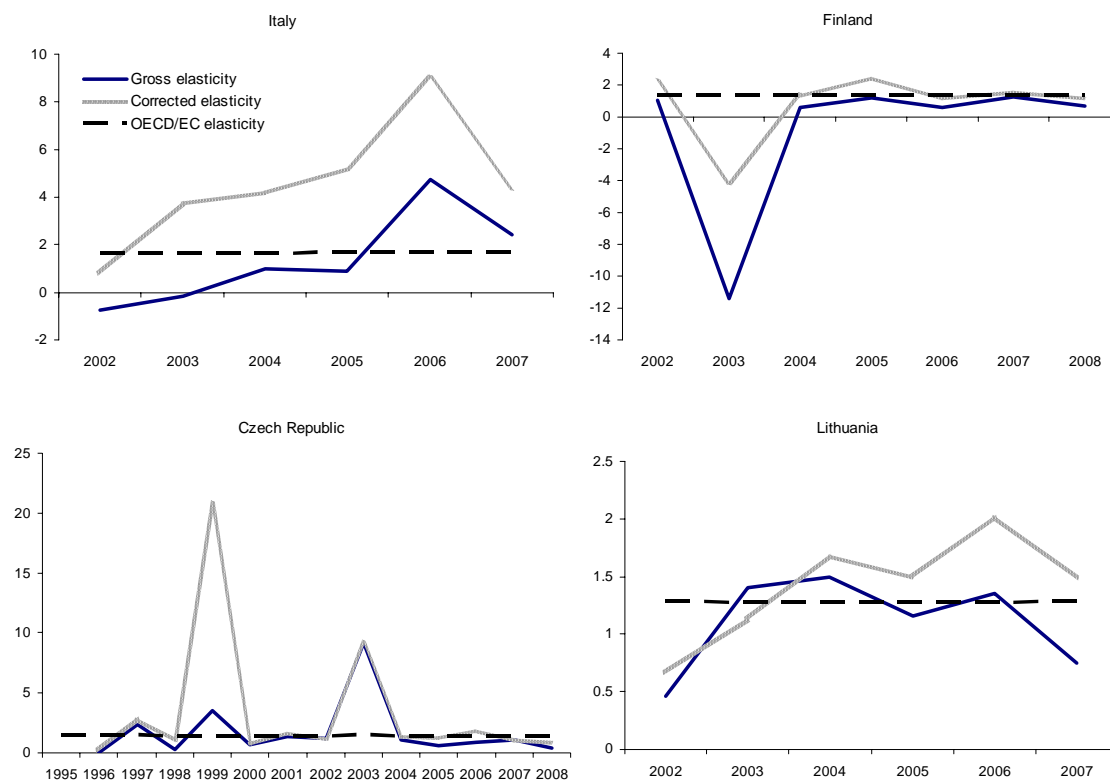 Italy
10
8
6
4
2
0
-2
Gross elasticity
Corrected elasticity
OECD/EC elasticity
2002 2003 2004 2005 2006 2007
Finland
4
2
0
-2
-4
-6
-8
-10
-12
-14
2002 2003 2004 2005 2006 2007 2008
Czech Republic
25
20
15
10
5
0
1995 1996 1997 1998 1999 2000 2001 2002 2003 2004 2005 2006 2007 2008
Lithuania
2.5
2
1.5
1
0.5
0
2002 2003 2004 2005 2006 2007